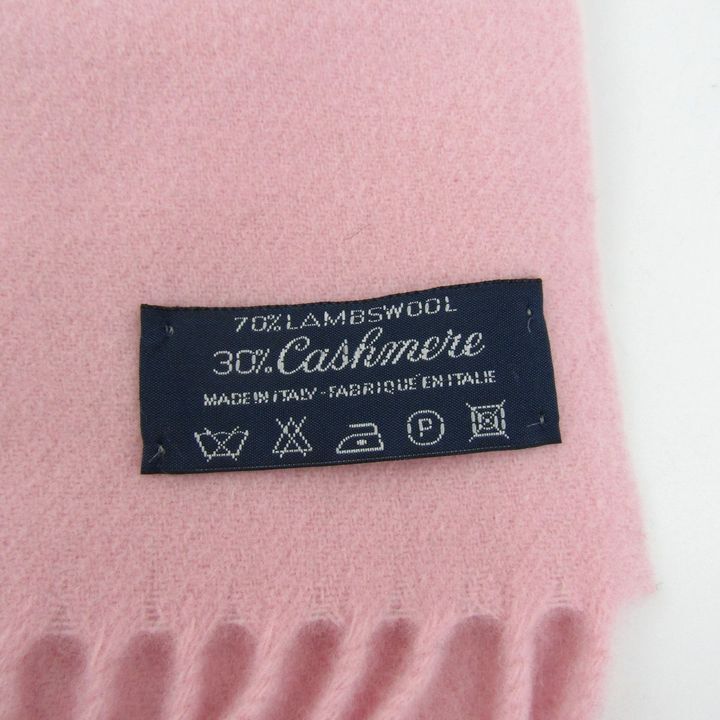 70% LAMBSWOOL
30% Cashmere
MADE IN ITALY - FABRIQUE EN ITALIE
P